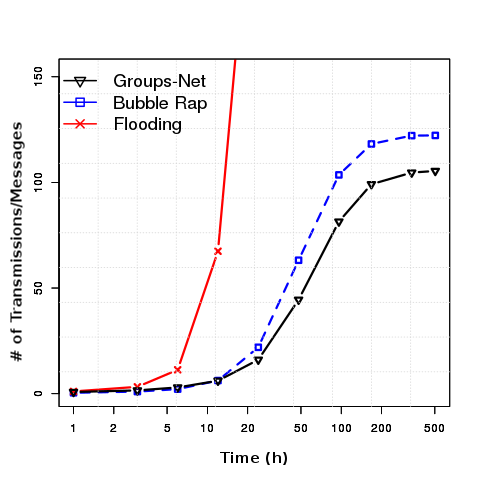 Groups-Net
Bubble Rap
Flooding
# of Transmissions/Messages
150
100
50
0
1 2 5 10 20 50 100 200 500
Time (h)